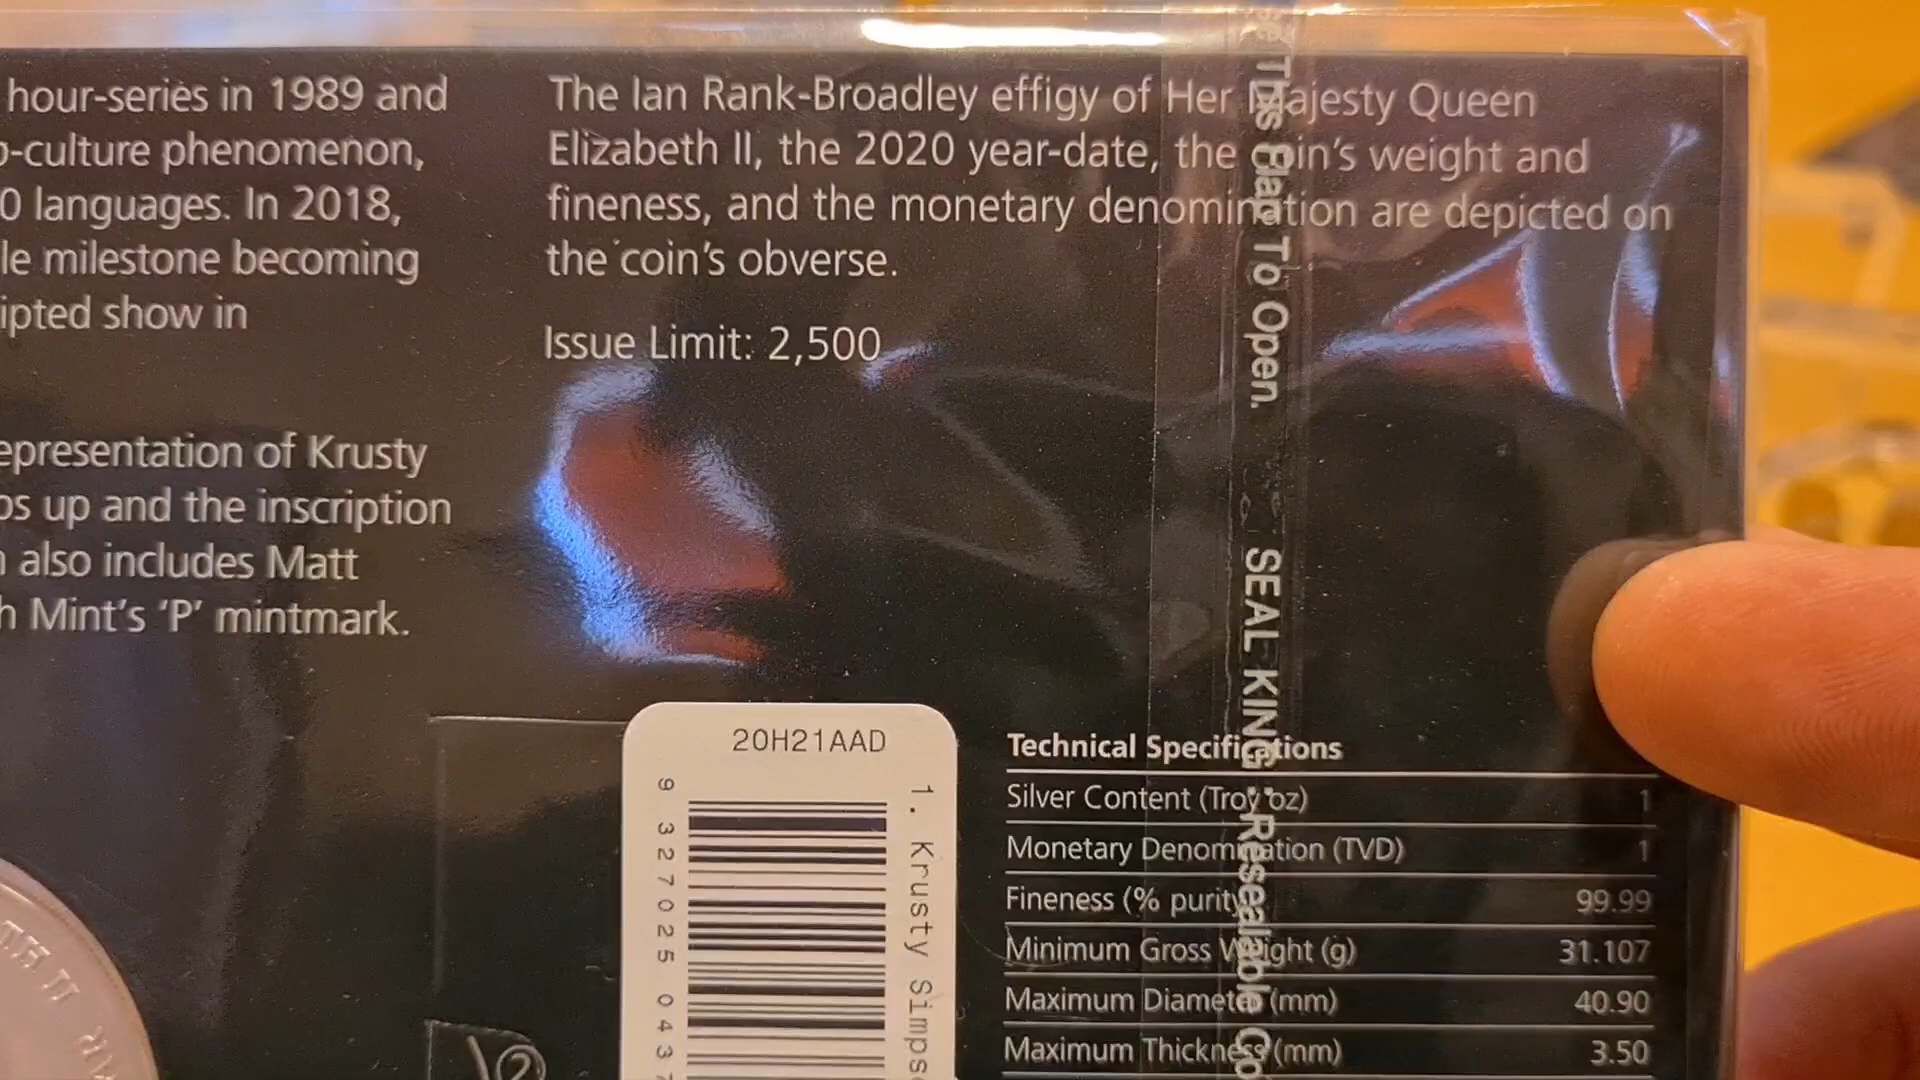 hour-series in 1989 and
-culture phenomenon,
0 languages. In 2018,
le milestone becoming
ipted show in
epresentation of Krusty
ps up and the inscription
also includes Matt
h Mint's 'P' mintmark.
The Ian Rank-Broadley effigy of Her Majesty Queen
Elizabeth II, the 2020 year-date, the coin's weight and
fineness, and the monetary denomination are depicted on
the coin's obverse.
Issue Limit: 2,500
This Flap To Open.
SEAL KING : Resealable
20H21AAD
9 327025 0437
1. Krusty Simps
Technical Specifications
Silver Content (Troy oz) 1
Monetary Denomination (TVD) 1
Fineness (% purity) 99.99
Minimum Gross Weight (g) 31.107
Maximum Diameter (mm) 40.90
Maximum Thickness (mm) 3.50
2